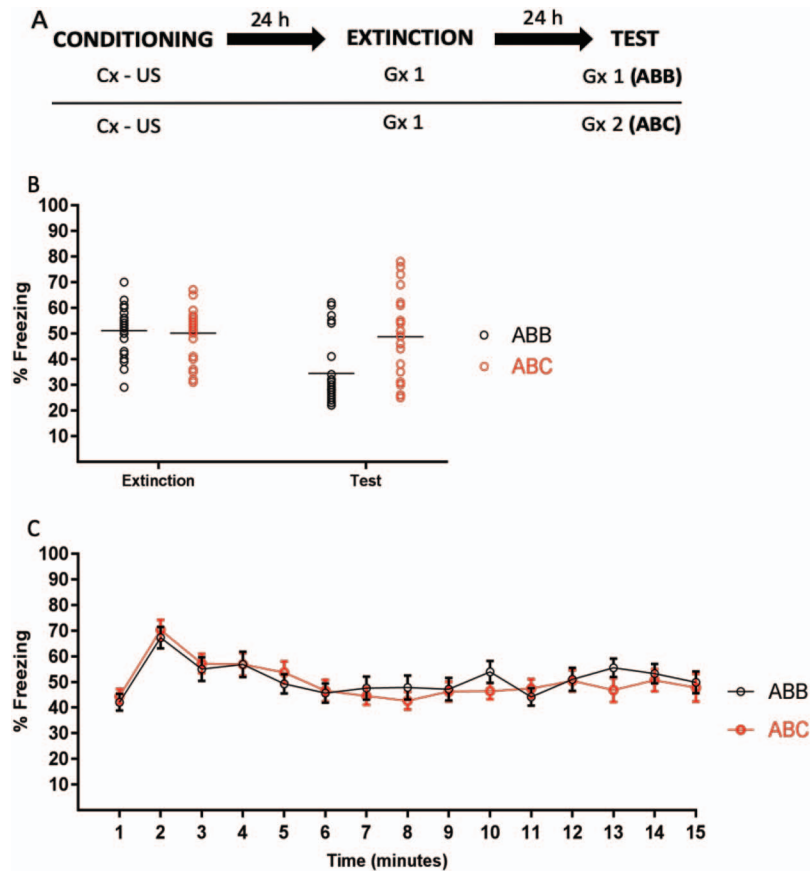 A
24 h 24 h
CONDITIONING EXTINCTION TEST
Cx - US Gx 1 Gx 1 (ABB)
Cx - US Gx 1 Gx 2 (ABC)
B
100
90
80
70
60
50
40
30
20
10
% Freezing
Extinction Test
ABB
ABC
C
100
90
80
70
60
50
40
30
20
10
% Freezing
ABB
ABC
1 2 3 4 5 6 7 8 9 10 11 12 13 14 15
Time (minutes)